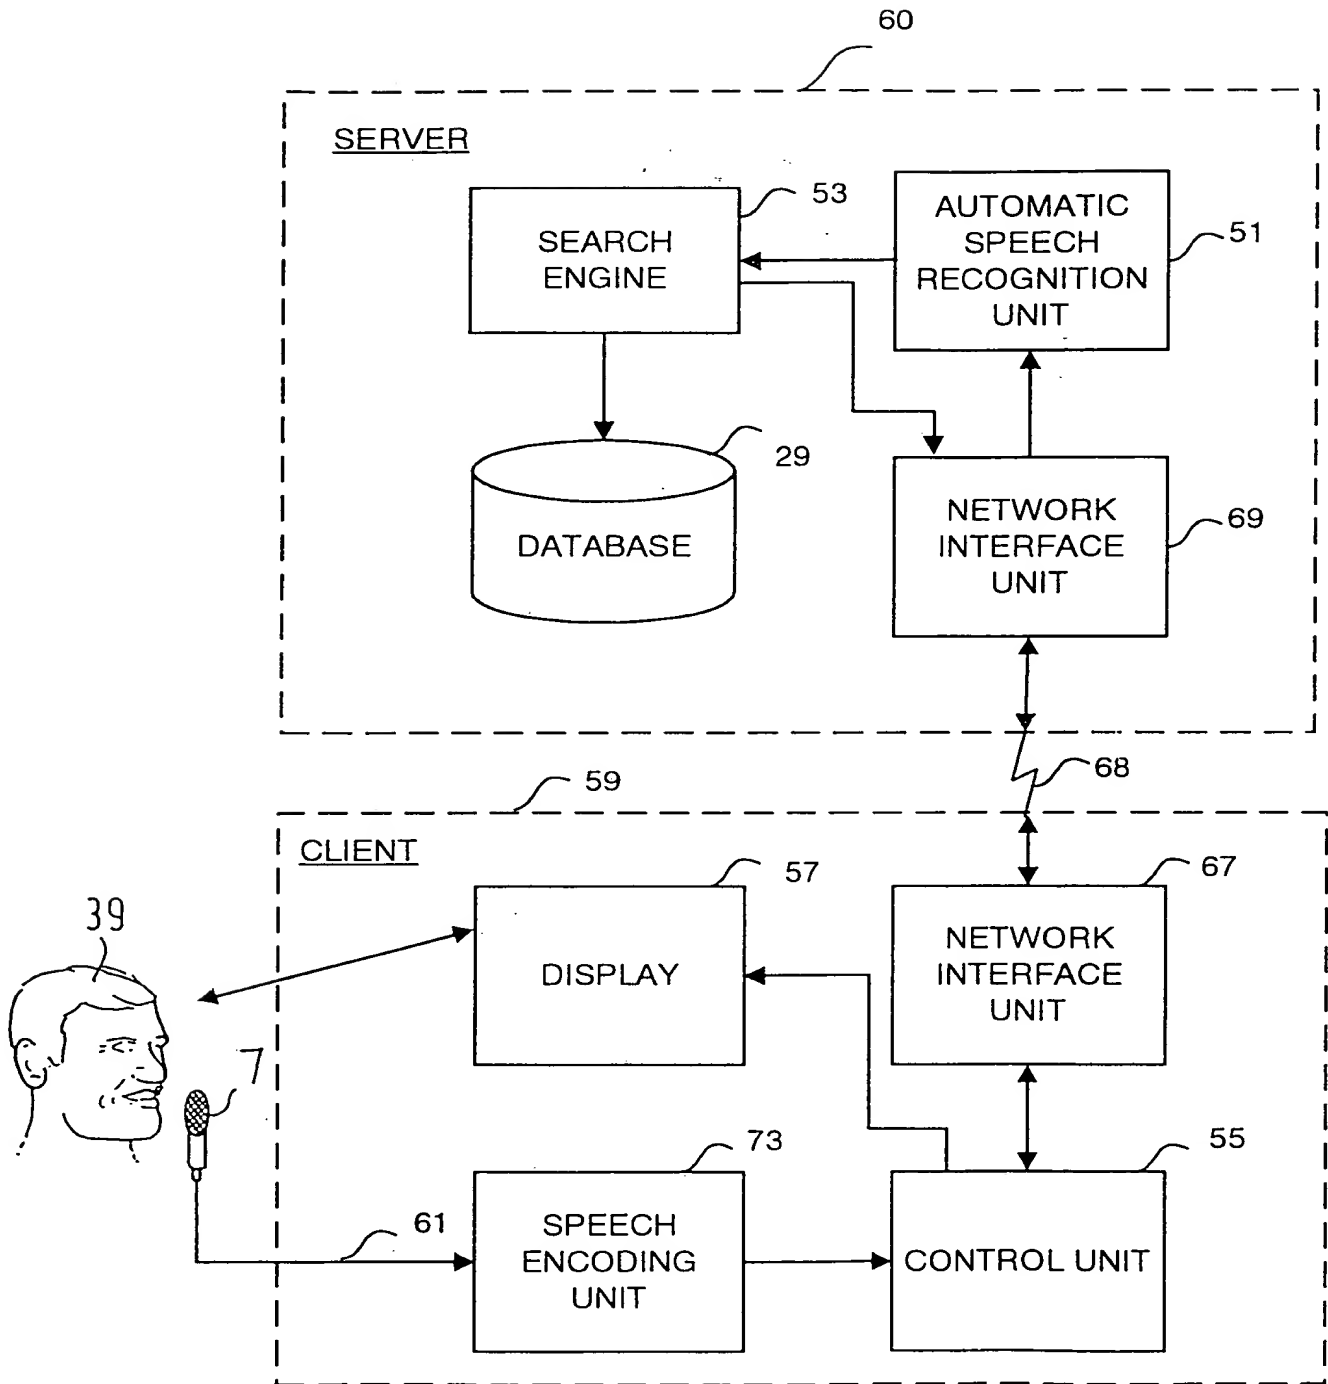 60
SERVER
53
SEARCH
ENGINE
AUTOMATIC
SPEECH
RECOGNITION
UNIT
51
29
DATABASE
NETWORK
INTERFACE
UNIT
69
68
59
CLIENT
57
DISPLAY
67
NETWORK
INTERFACE
UNIT
39
7
73
SPEECH
ENCODING
UNIT
61
55
CONTROL UNIT